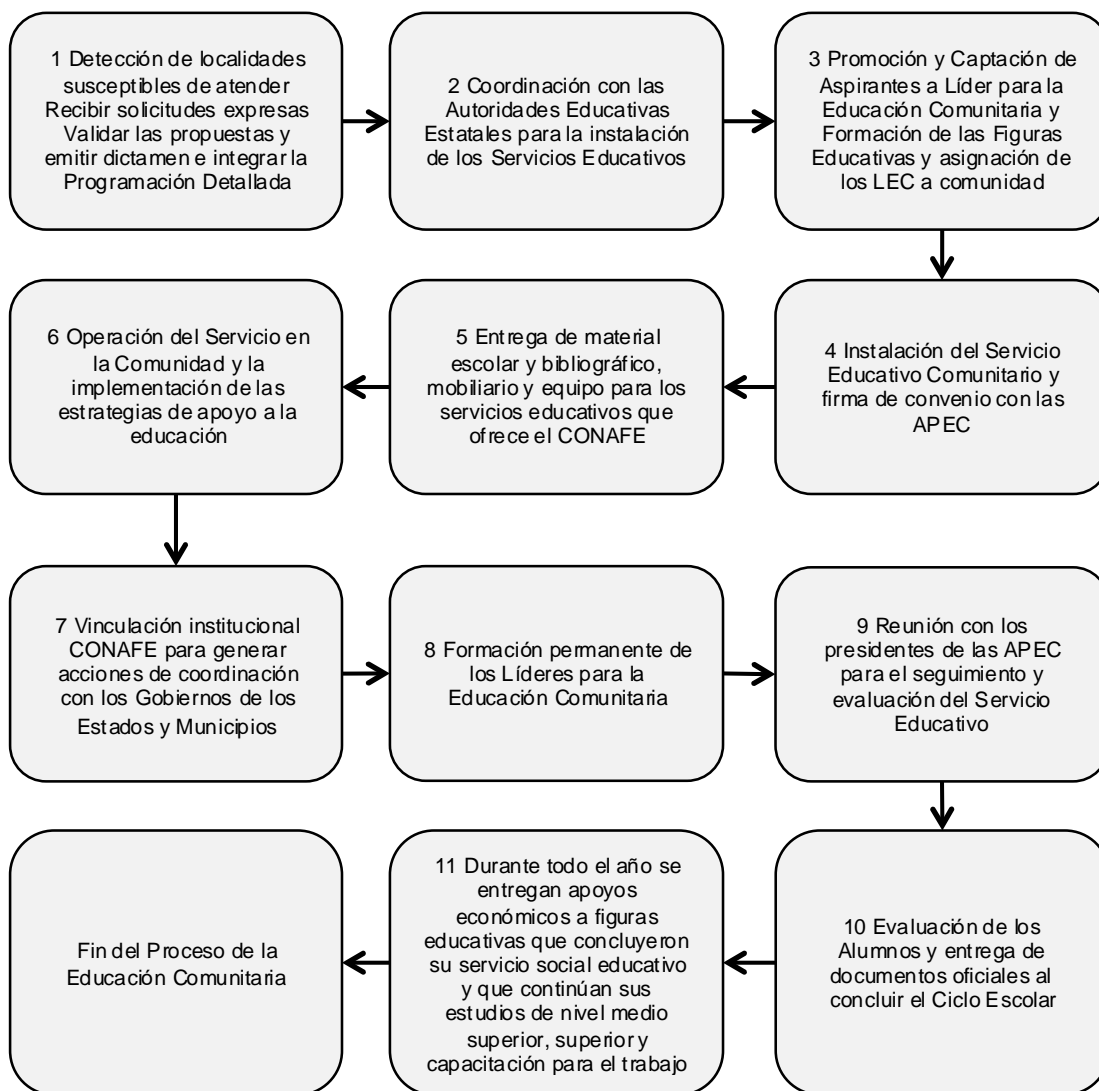 1 Detección de localidades
susceptibles de atender
Recibir solicitudes expresas
Validar las propuestas y
emitir dictamen e integrar la
Programación Detallada
2 Coordinación con las
Autoridades Educativas
Estatales para la instalación
de los Servicios Educativos
3 Promoción y Captación de
Aspirantes a Líder para la
Educación Comunitaria y
Formación de las Figuras
Educativas y asignación de
los LEC a comunidad
4 Instalación del Servicio
Educativo Comunitario y
firma de convenio con las
APEC
5 Entrega de material
escolar y bibliográfico,
mobiliario y equipo para los
servicios educativos que
ofrece el CONAFE
6 Operación del Servicio en
la Comunidad y la
implementación de las
estrategias de apoyo a la
educación
7 Vinculación institucional
CONAFE para generar
acciones de coordinación
con los Gobiernos de los
Estados y Municipios
8 Formación permanente de
los Líderes para la
Educación Comunitaria
9 Reunión con los
presidentes de las APEC
para el seguimiento y
evaluación del Servicio
Educativo
10 Evaluación de los
Alumnos y entrega de
documentos oficiales al
concluir el Ciclo Escolar
11 Durante todo el año se
entregan apoyos
económicos a figuras
educativas que concluyeron
su servicio social educativo
y que continúan sus
estudios de nivel medio
superior, superior y
capacitación para el trabajo
Fin del Proceso de la
Educación Comunitaria